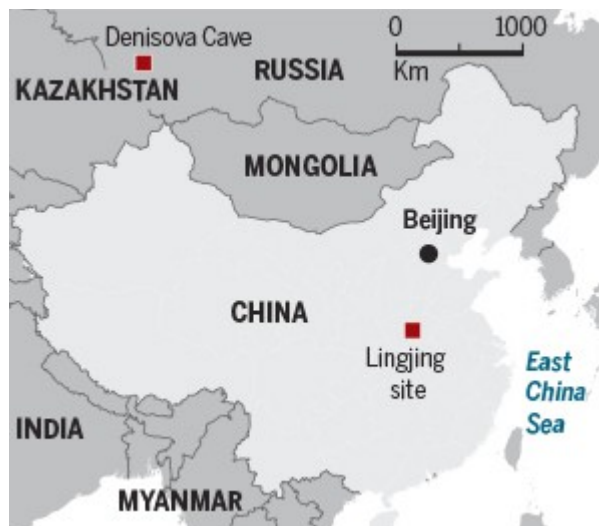 Denisova Cave
0 1000
Km
RUSSIA
KAZAKHSTAN
MONGOLIA
Beijing
CHINA
Lingjing
site
East
China
Sea
INDIA
MYANMAR